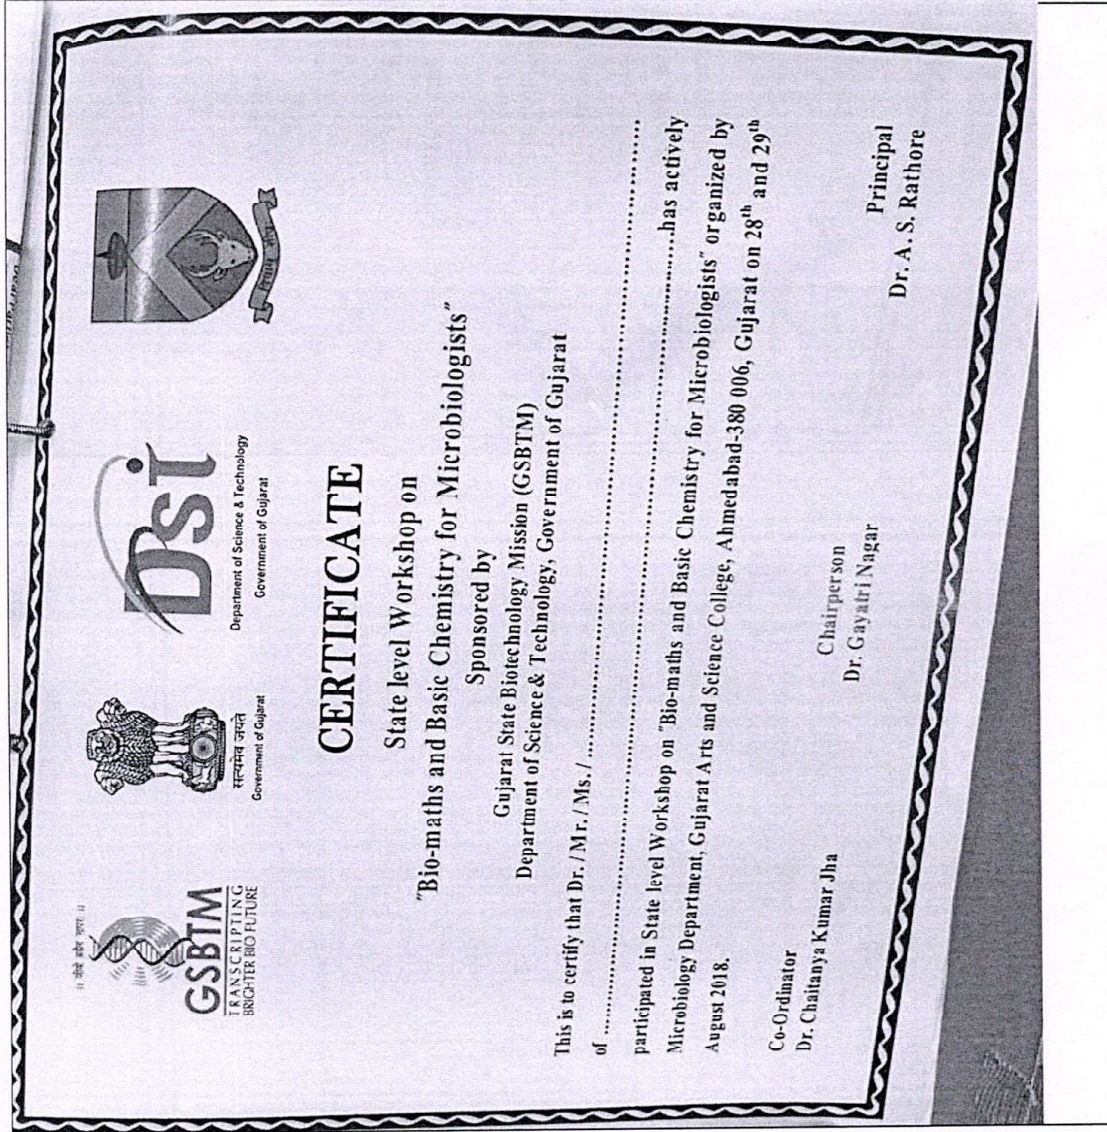 GSBTM
TRANSCRIPTING
BRIGHTER BIO FUTURE
सत्यमेव जयते
Government of Gujarat
DST
Department of Science & Technology
Government of Gujarat
CERTIFICATE
State level Workshop on
"Bio-maths and Basic Chemistry for Microbiologists"
Sponsored by
Gujarat State Biotechnology Mission (GSBTM)
Department of Science & Technology, Government of Gujarat
This is to certify that Dr. / Mr. / Ms. / ........................................................................
of ........................................................................has actively
participated in State level Workshop on "Bio-maths and Basic Chemistry for Microbiologists" organized by
Microbiology Department, Gujarat Arts and Science College, Ahmedabad-380 006, Gujarat on 28th and 29th
August 2018.
Co-Ordinator
Dr. Chaitanya Kumar Jha
Chairperson
Dr. Gayatri Nagar
Principal
Dr. A. S. Rathore